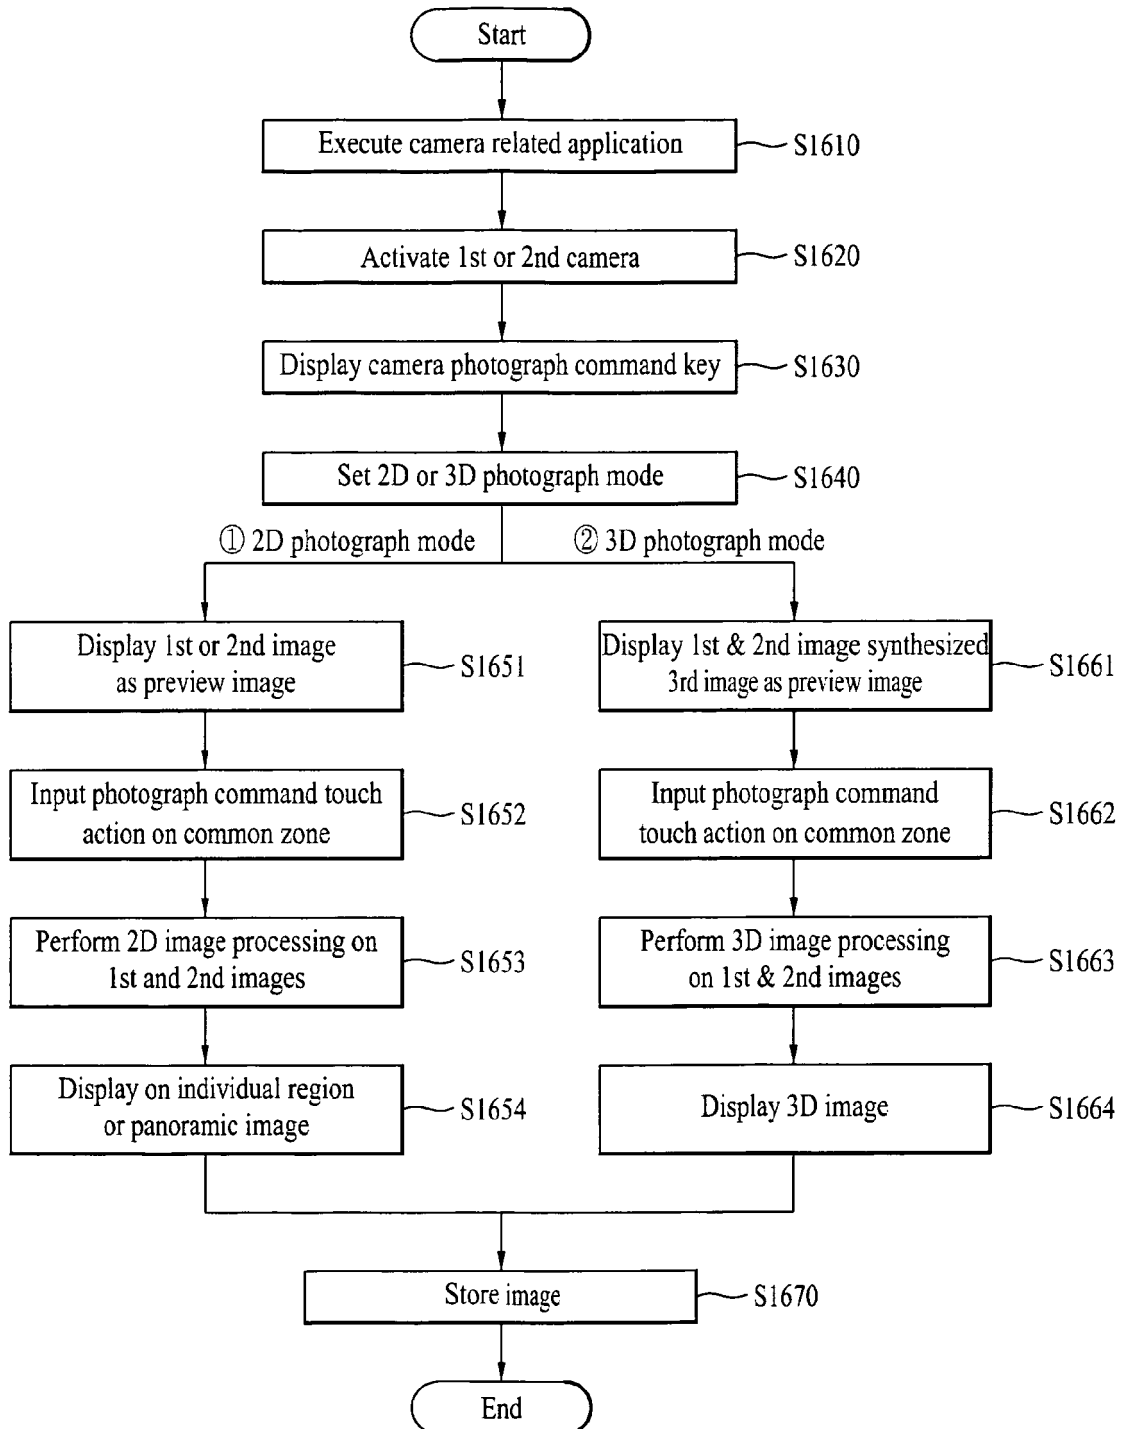 Start
Execute camera related application
S1610
Activate 1st or 2nd camera
S1620
Display camera photograph command key
S1630
Set 2D or 3D photograph mode
S1640
① 2D photograph mode
② 3D photograph mode
Display 1st or 2nd image
as preview image
S1651
Display 1st & 2nd image synthesized
3rd image as preview image
S1661
Input photograph command touch
action on common zone
S1652
Input photograph command
touch action on common zone
S1662
Perform 2D image processing on
1st and 2nd images
S1653
Perform 3D image processing
on 1st & 2nd images
S1663
Display on individual region
or panoramic image
S1654
Display 3D image
S1664
Store image
S1670
End